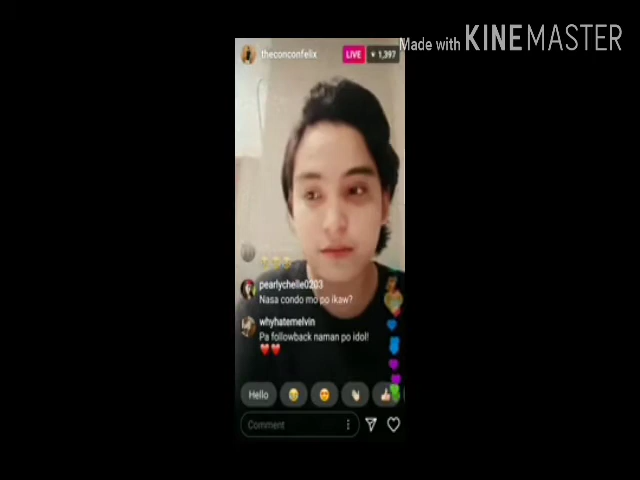 Made with KINEMASTER
theconconfelix
LIVE
1,397
pearlychelle0203
Nasa condo mo po ikaw?
whyhatemelvin
Pa followback naman po idol!
Hello
Comment